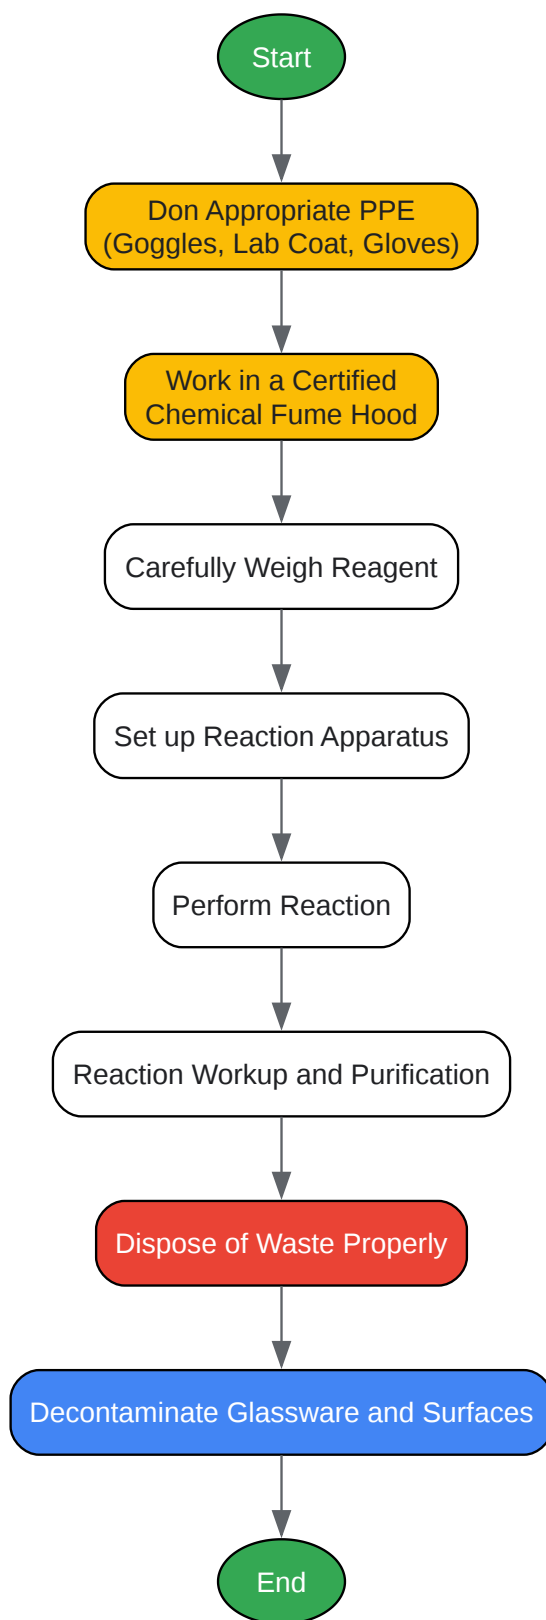 Start
Don Appropriate PPE
(Goggles, Lab Coat, Gloves)
Work in a Certified
Chemical Fume Hood
Carefully Weigh Reagent
Set up Reaction Apparatus
Perform Reaction
Reaction Workup and Purification
Dispose of Waste Properly
Decontaminate Glassware and Surfaces
End